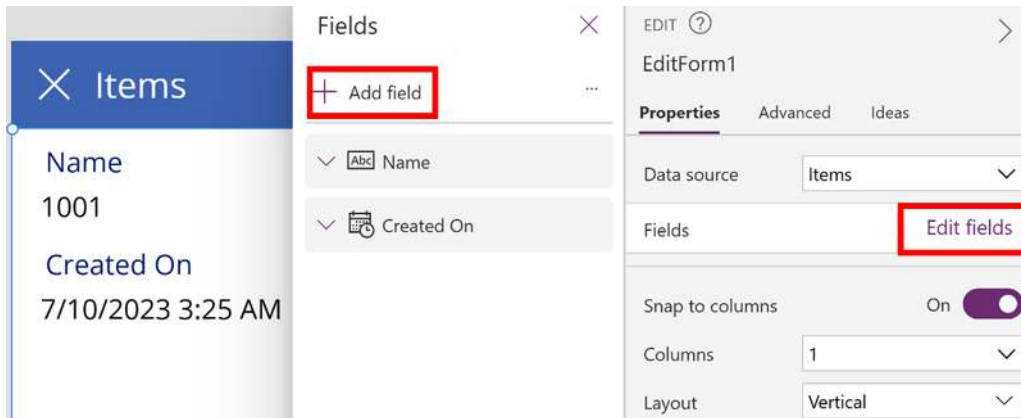 Items
Name
1001
Created On
7/10/2023 3:25 AM
Fields
Add field
...
Abc Name
Created On
EDIT ?
EditForm1
Properties Advanced Ideas
Data source Items
Fields Edit fields
Snap to columns On
Columns 1
Layout Vertical